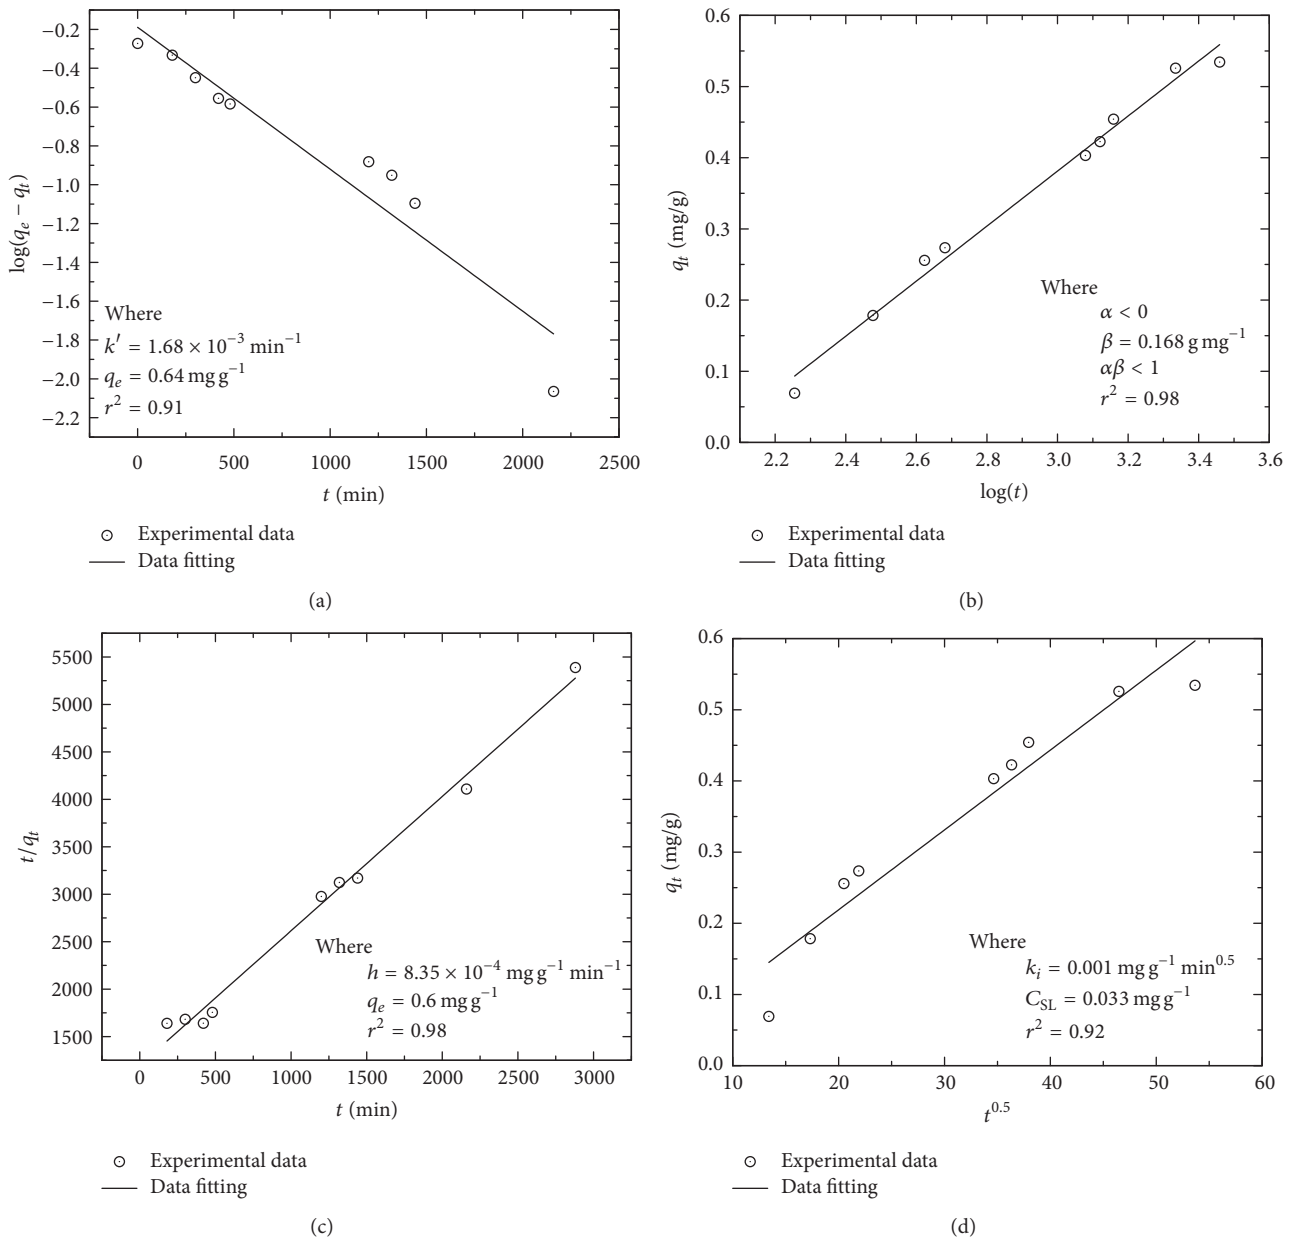 −0.2
−0.4
−0.6
−0.8
−1.0
−1.2
−1.4
−1.6
−1.8
−2.0
−2.2
log(qₑ − qₜ)
Where
k′ = 1.68 × 10⁻³ min⁻¹
qₑ = 0.64 mg g⁻¹
r² = 0.91
0 500 1000 1500 2000 2500
t (min)
Experimental data
Data fitting
(a)
0.6
0.5
0.4
0.3
0.2
0.1
0.0
qₜ (mg/g)
Where
α < 0
β = 0.168 g mg⁻¹
αβ < 1
r² = 0.98
2.2 2.4 2.6 2.8 3.0 3.2 3.4 3.6
log(t)
Experimental data
Data fitting
(b)
5500
5000
4500
4000
3500
3000
2500
2000
1500
t/qₜ
Where
h = 8.35 × 10⁻⁴ mg g⁻¹ min⁻¹
qₑ = 0.6 mg g⁻¹
r² = 0.98
0 500 1000 1500 2000 2500 3000
t (min)
Experimental data
Data fitting
(c)
0.6
0.5
0.4
0.3
0.2
0.1
0.0
qₜ (mg/g)
Where
kᵢ = 0.001 mg g⁻¹ min⁰·⁵
C_SL = 0.033 mg g⁻¹
r² = 0.92
10 20 30 40 50 60
t⁰·⁵
Experimental data
Data fitting
(d)